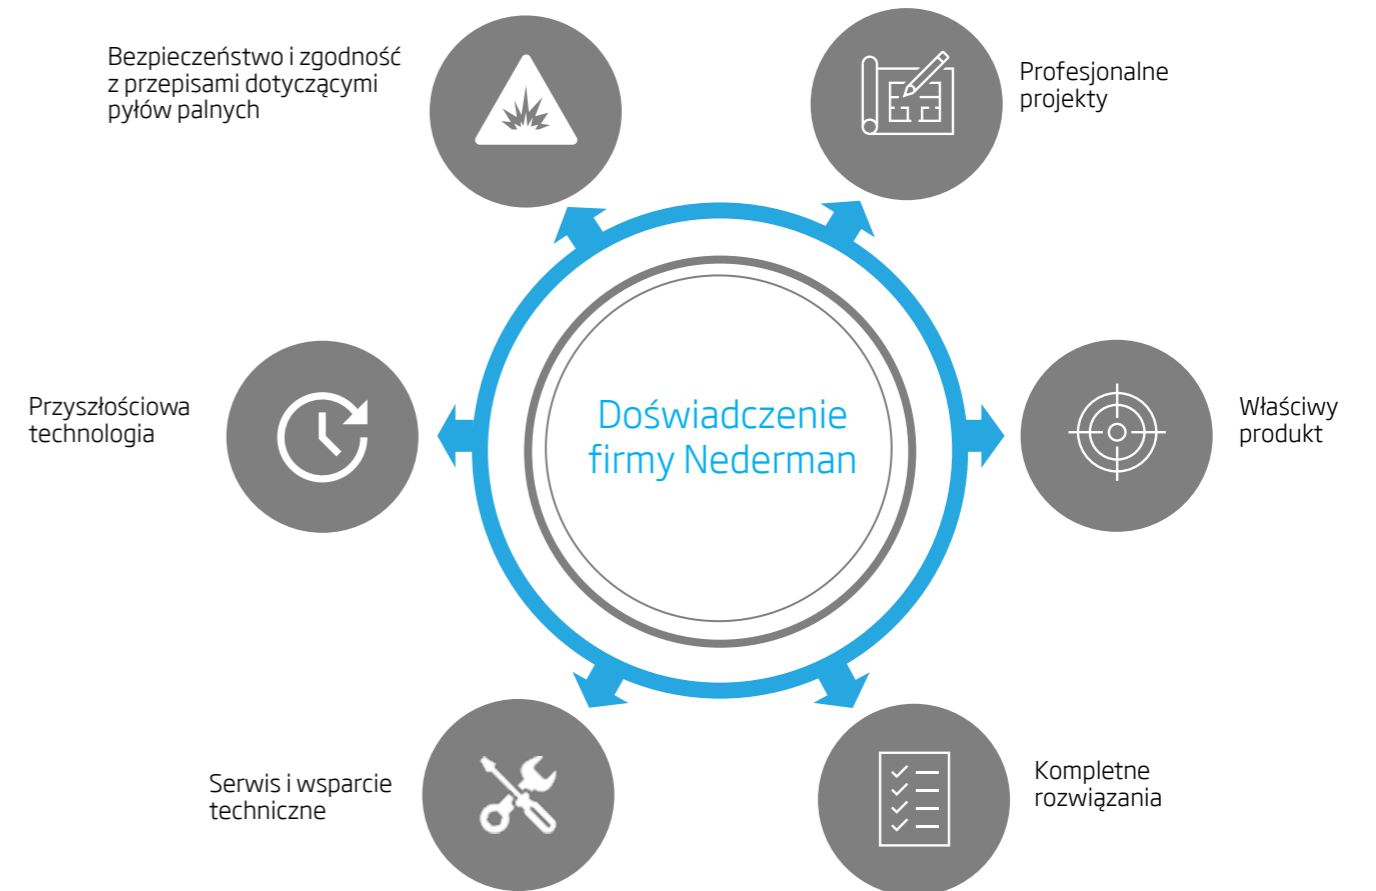 Bezpieczeństwo i zgodność
z przepisami dotyczącymi
pyłów palnych
Profesjonalne
projekty
Przyszłościowa
technologia
Doświadczenie
firmy Nederman
Właściwy
produkt
Serwis i wsparcie
techniczne
Kompletne
rozwiązania